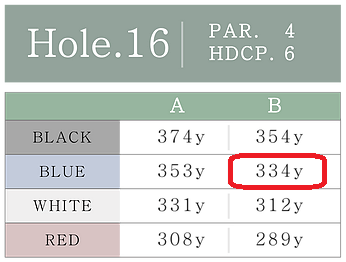 Hole.16
PAR. 4
HDCP. 6
A B
BLACK 374y 354y
BLUE 353y 334y
WHITE 331y 312y
RED 308y 289y